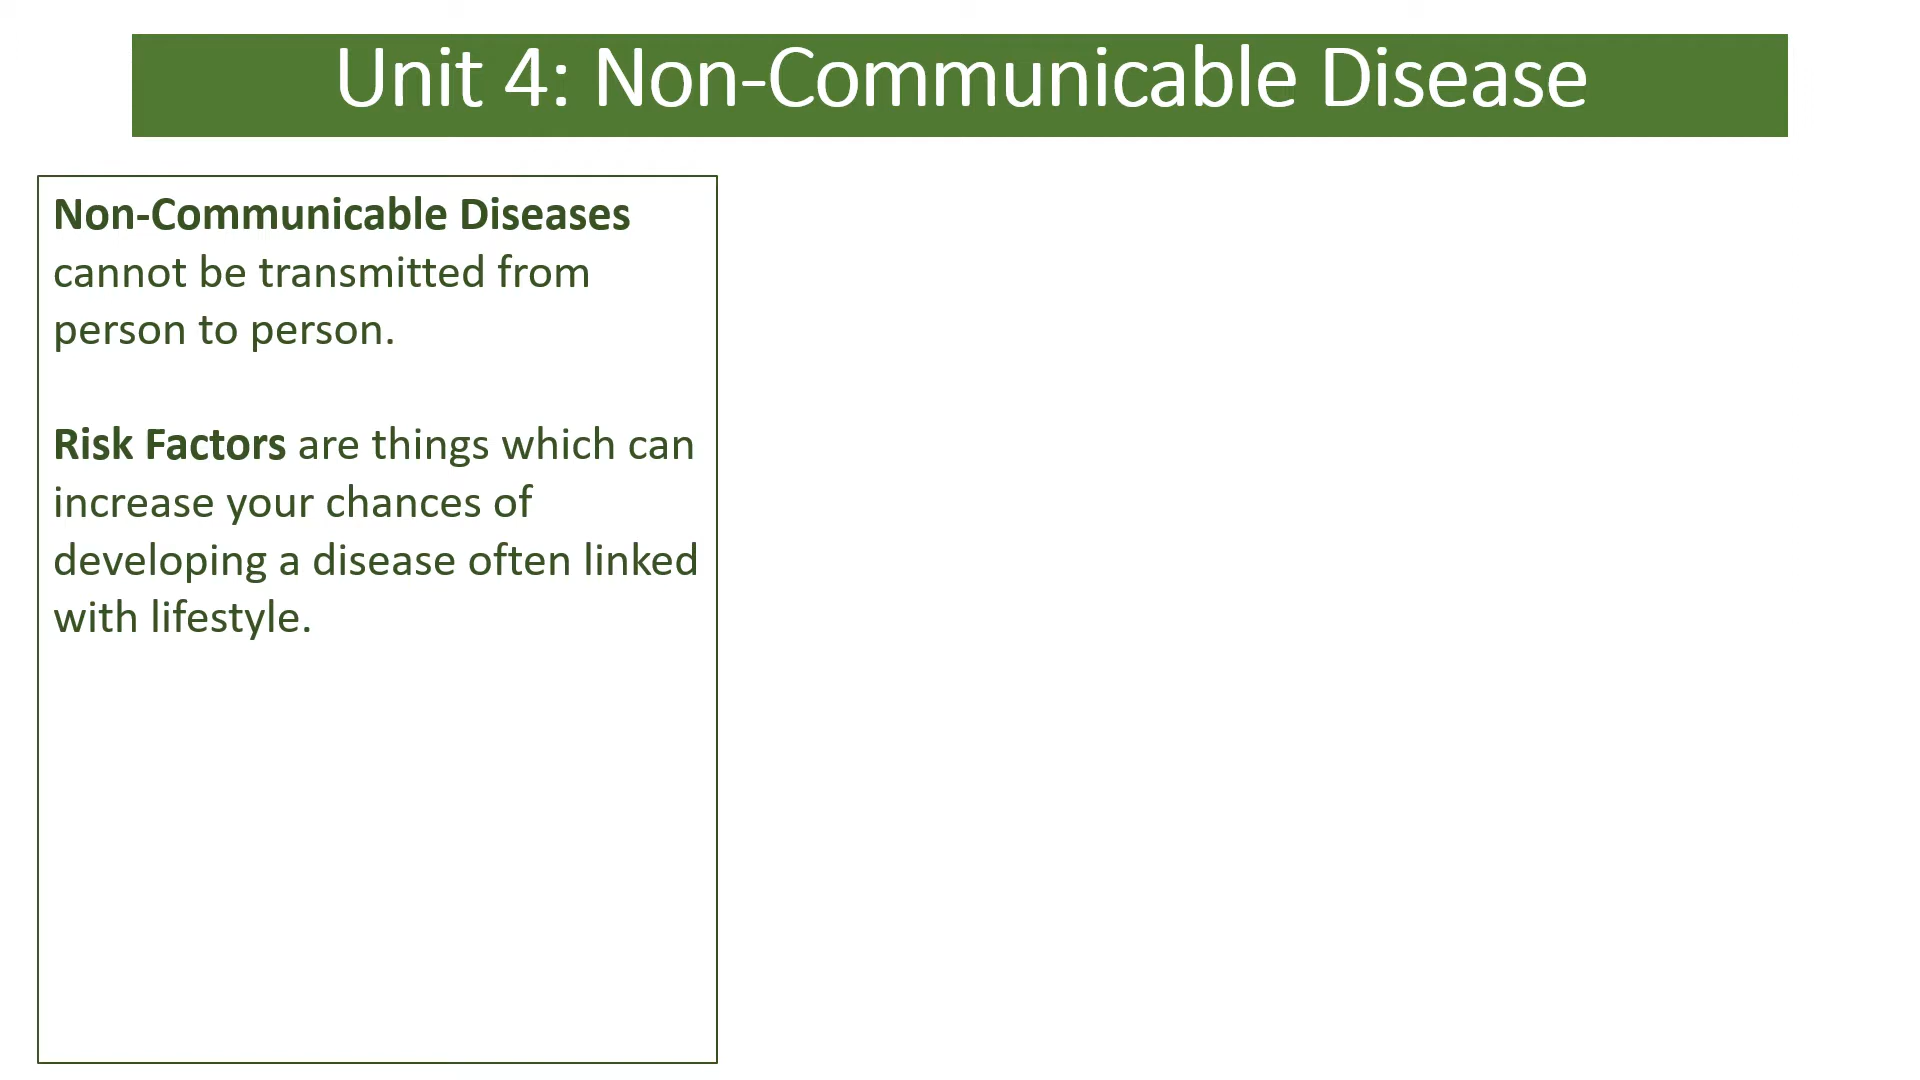 Unit 4: Non-Communicable Disease
Non-Communicable Diseases
cannot be transmitted from
person to person.
Risk Factors are things which can
increase your chances of
developing a disease often linked
with lifestyle.